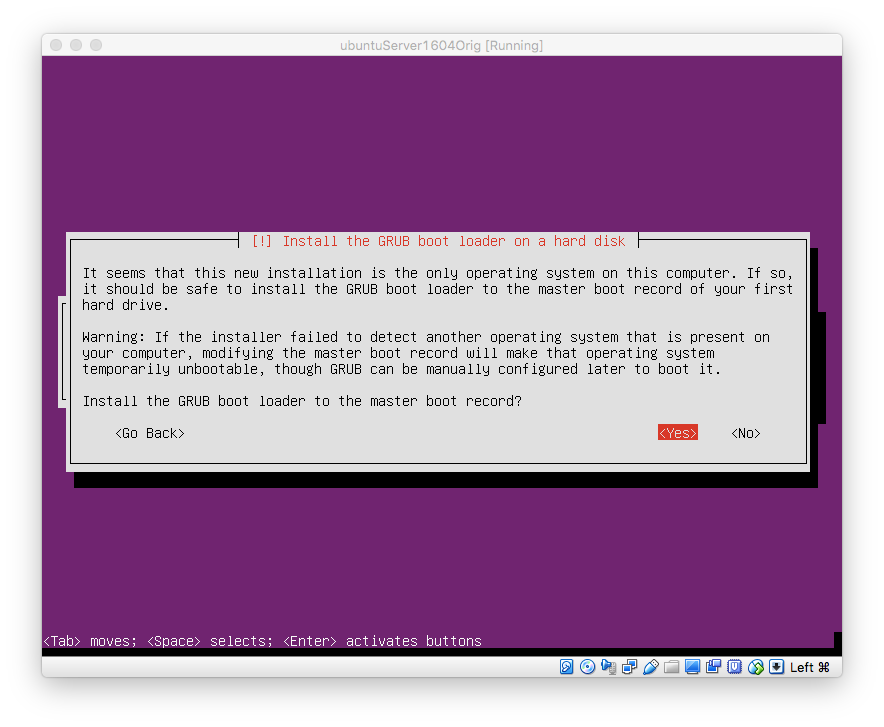 ubuntuServer1604Orig [Running]
[!] Install the GRUB boot loader on a hard disk
It seems that this new installation is the only operating system on this computer. If so,
it should be safe to install the GRUB boot loader to the master boot record of your first
hard drive.
Warning: If the installer failed to detect another operating system that is present on
your computer, modifying the master boot record will make that operating system
temporarily unbootable, though GRUB can be manually configured later to boot it.
Install the GRUB boot loader to the master boot record?
<Go Back> <Yes> <No>
<Tab> moves; <Space> selects; <Enter> activates buttons
Left ⌘